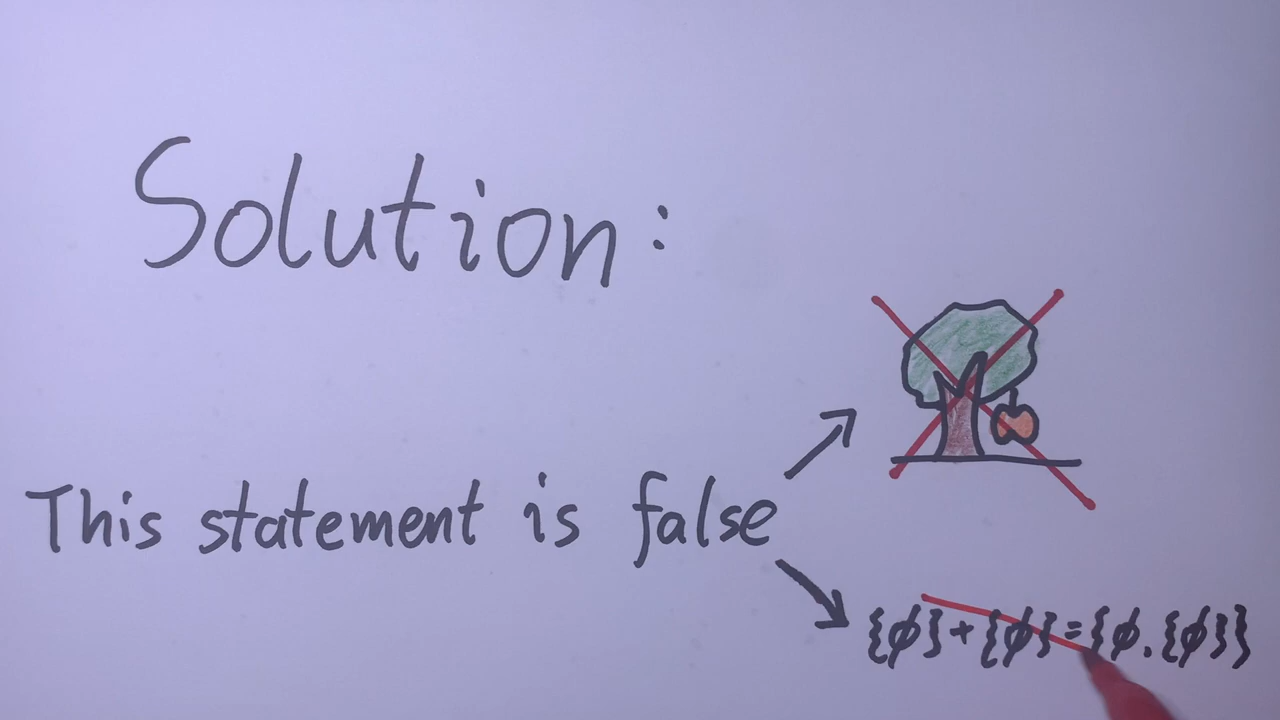 Solution:
This statement is false
{ϕ}+{ϕ}={ϕ.{ϕ}}